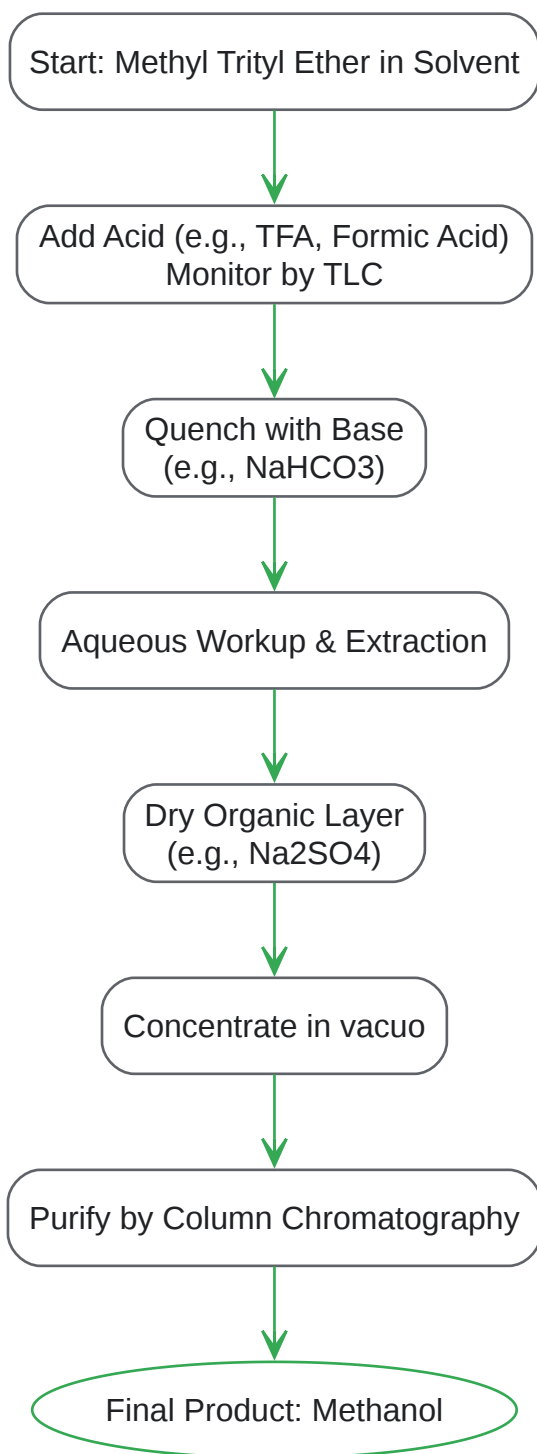 Start: Methyl Trityl Ether in Solvent
Add Acid (e.g., TFA, Formic Acid)
Monitor by TLC
Quench with Base
(e.g., NaHCO3)
Aqueous Workup & Extraction
Dry Organic Layer
(e.g., Na2SO4)
Concentrate in vacuo
Purify by Column Chromatography
Final Product: Methanol